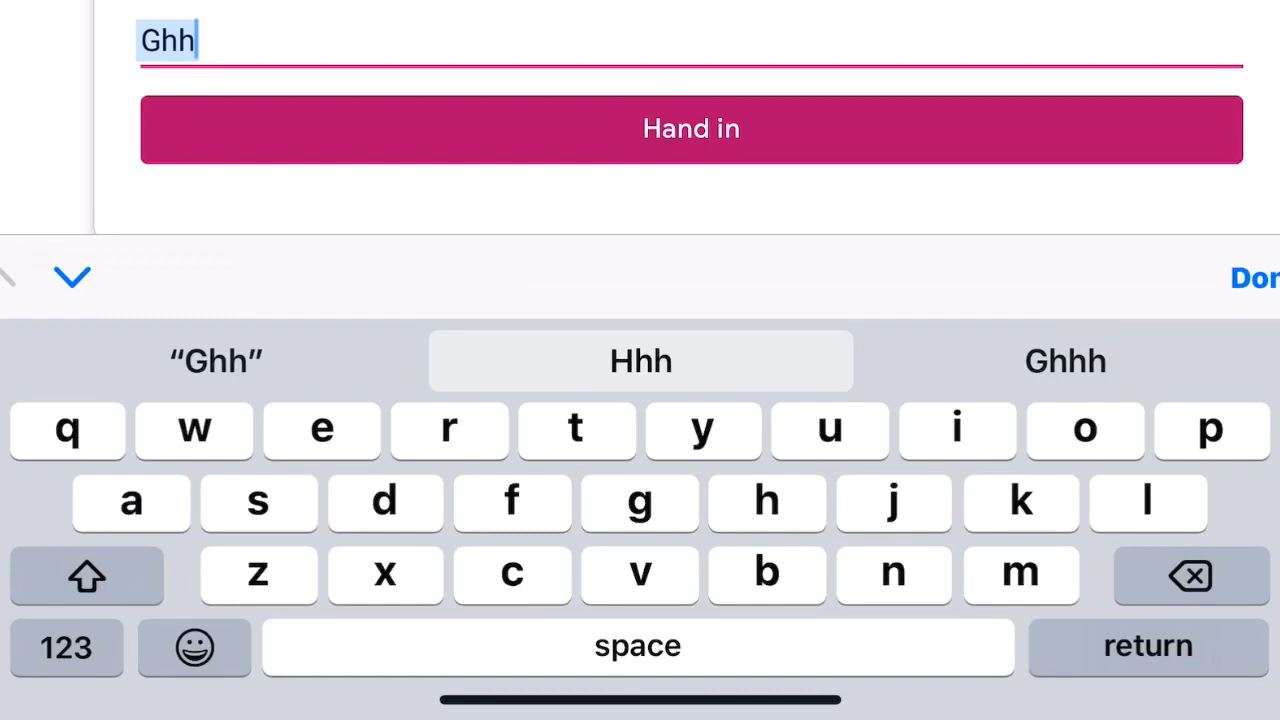 Ghh
Hand in
Don
“Ghh” Hhh Ghhh
q w e r t y u i o p
a s d f g h j k l
z x c v b n m
123 space return